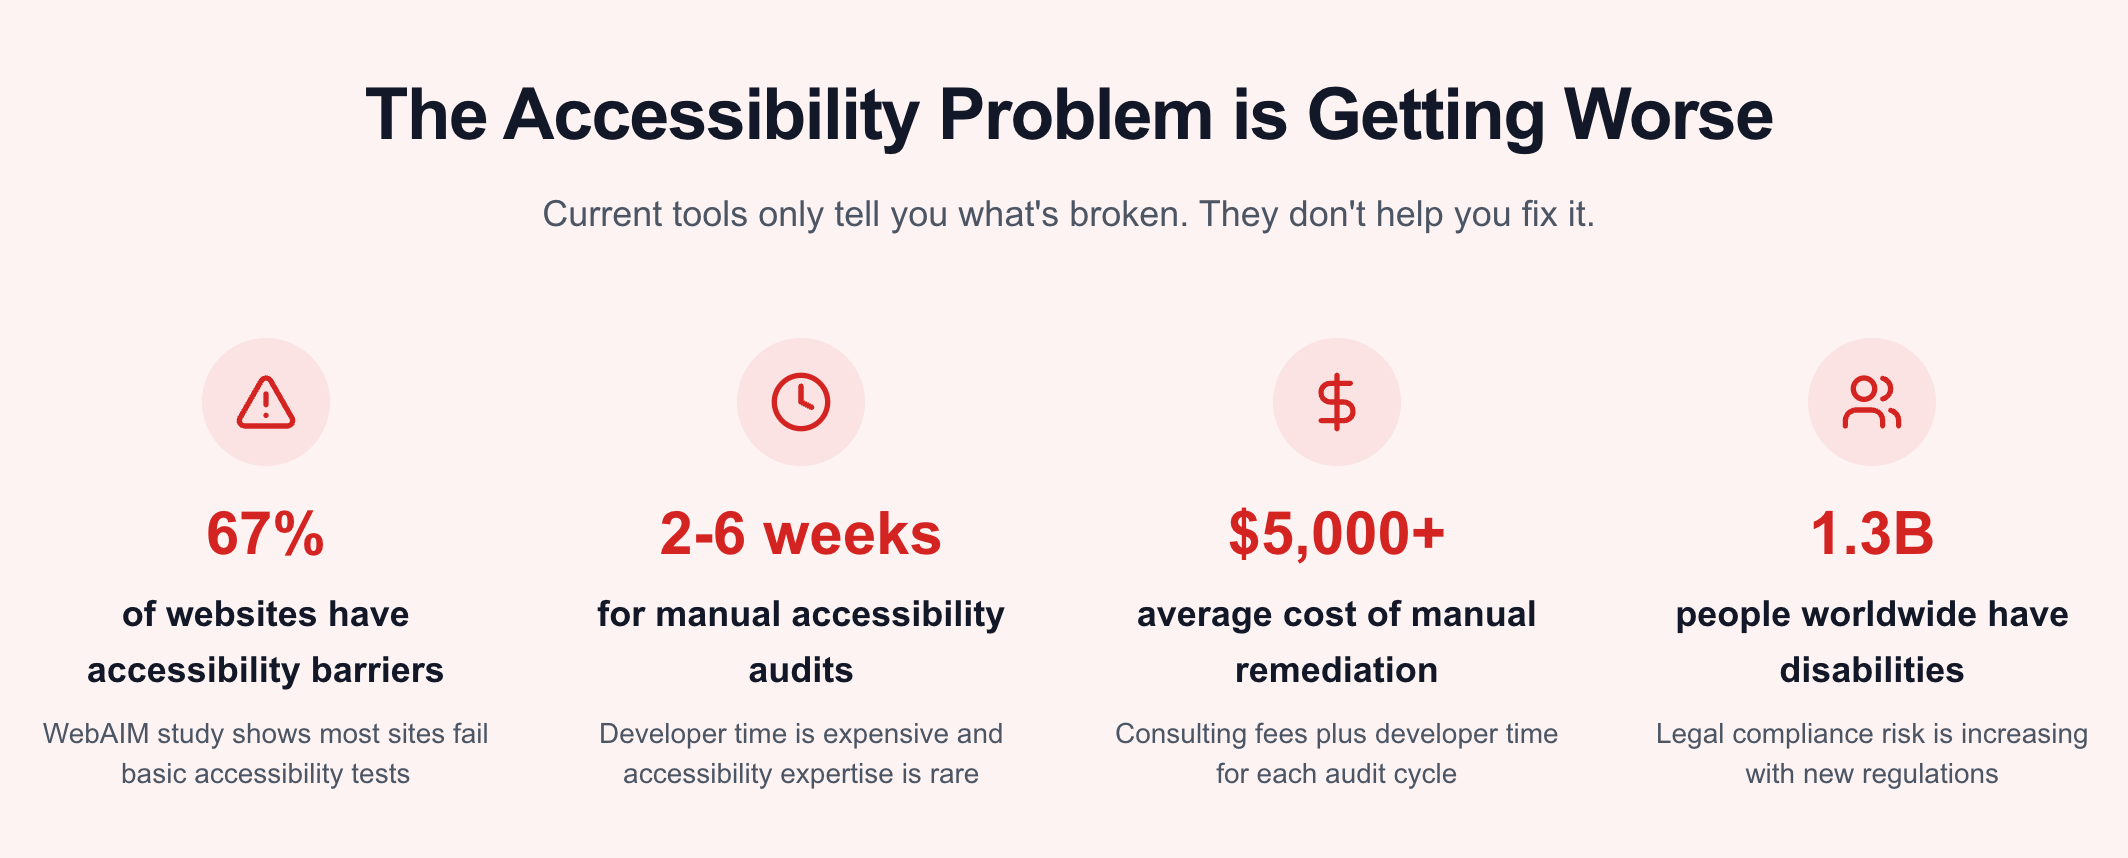 The Accessibility Problem is Getting Worse
Current tools only tell you what's broken. They don't help you fix it.
67%
of websites have
accessibility barriers
WebAIM study shows most sites fail
basic accessibility tests
2-6 weeks
for manual accessibility
audits
Developer time is expensive and
accessibility expertise is rare
$5,000+
average cost of manual
remediation
Consulting fees plus developer time
for each audit cycle
1.3B
people worldwide have
disabilities
Legal compliance risk is increasing
with new regulations